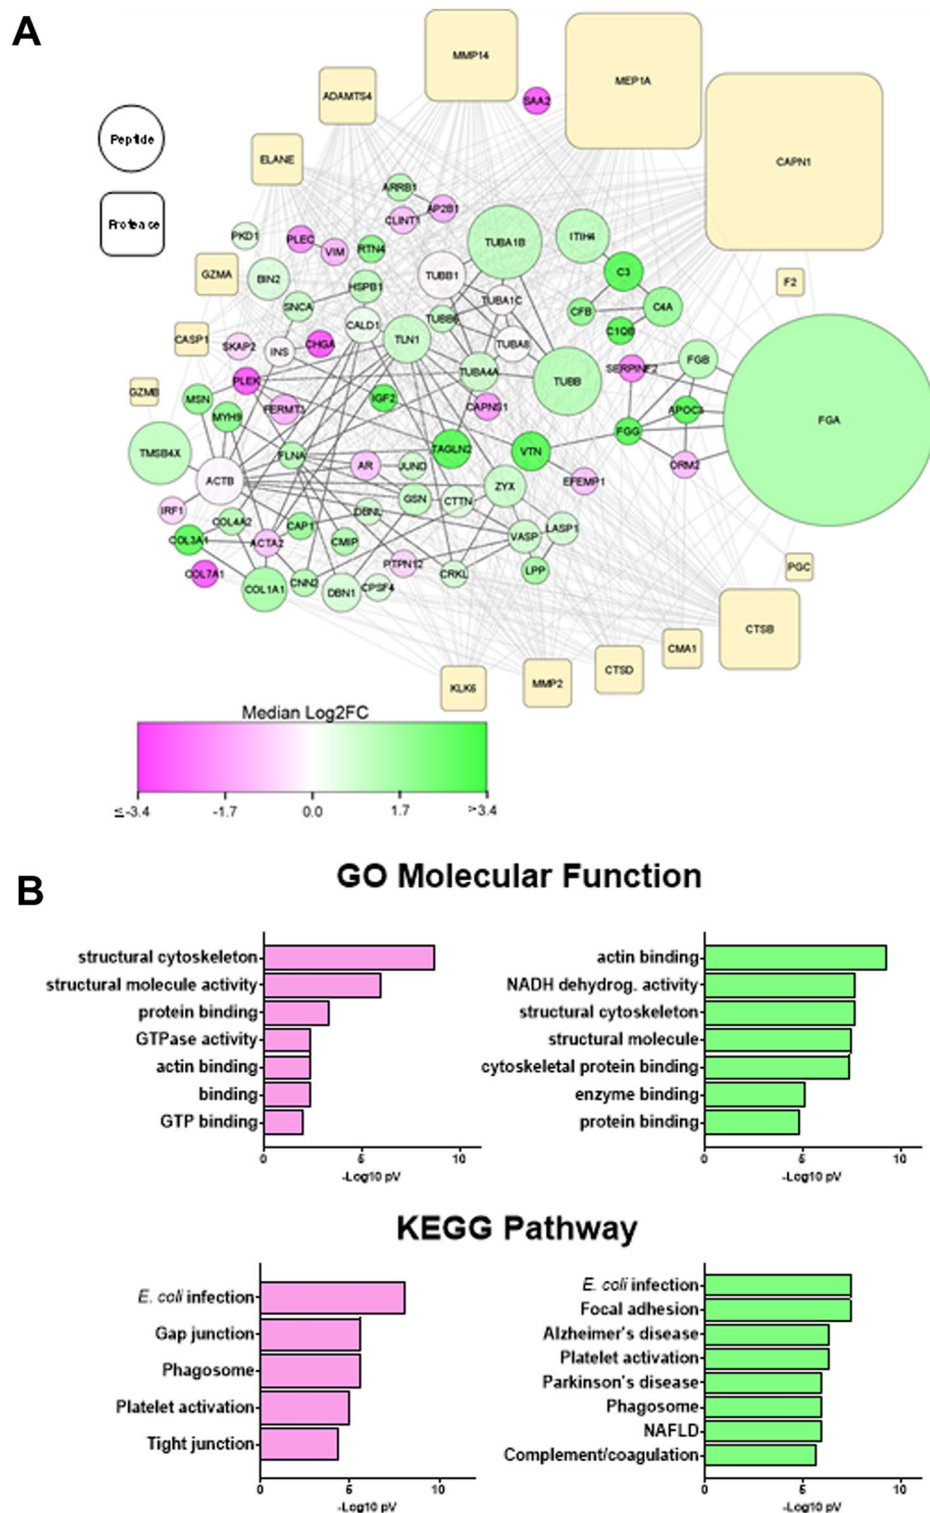 A
MMP14
MEP1A
ADAMTS4
SAA2
CAPN1
Peptide
ELANE
Protease
ARRB1
AP2B1
CLINT1
PKD1
PLEC
VIM
RTN4
TUBA1B
ITIH4
GZMA
BIN2
HSPB1
TUBB1
C3
F2
SNCA
TUBA1C
CFB
C4A
CALD1
TUBB6
C1QB
CASP1
SKAP2
INS
CHGA
TLN1
TUBA8
TUBA4A
TUBB
SERPINE2
FGB
GZMB
PLEK
MSN
IGF2
CAPNS1
APOC3
MYH9
FERMT3
FGA
TMSB4X
FLNA
TAGLN2
VTN
FGG
AR
JUND
ORM2
ACTB
ZYX
EFEMP1
IRF1
GSN
CTTN
COL4A2
CAP1
DBNL
LASP1
COL3A1
ACTA2
CMIP
VASP
PTPN12
COL7A1
CRKL
LPP
PGC
COL1A1
CNN2
DBN1
CPSF4
CTSB
CMA1
KLK6
MMP2
CTSD
Median Log2FC
≤-3.4 -1.7 0.0 1.7 >3.4
B
GO Molecular Function
structural cytoskeleton
structural molecule activity
protein binding
GTPase activity
actin binding
binding
GTP binding
0 5 10
-Log10 pV
actin binding
NADH dehydrog. activity
structural cytoskeleton
structural molecule
cytoskeletal protein binding
enzyme binding
protein binding
0 5 10
-Log10 pV
KEGG Pathway
E. coli infection
Gap junction
Phagosome
Platelet activation
Tight junction
0 5 10
-Log10 pV
E. coli infection
Focal adhesion
Alzheimer's disease
Platelet activation
Parkinson's disease
Phagosome
NAFLD
Complement/coagulation
0 5 10
-Log10 pV